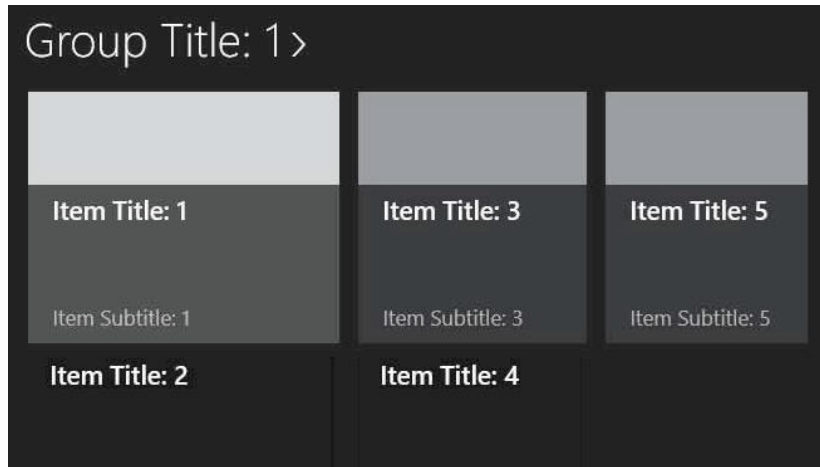 Group Title: 1 >
Item Title: 1
Item Subtitle: 1
Item Title: 2
Item Title: 3
Item Subtitle: 3
Item Title: 4
Item Title: 5
Item Subtitle: 5